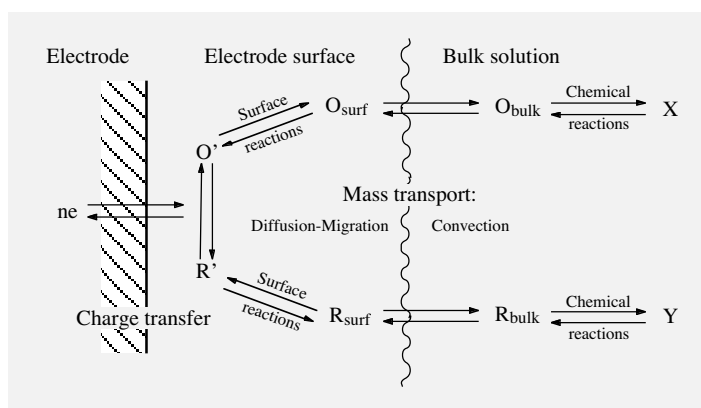 Electrode
Electrode surface
Bulk solution
Surface
reactions
O'
O_surf
O_bulk
Chemical
reactions
X
ne
Mass transport:
Diffusion-Migration
Convection
R'
Surface
reactions
Charge transfer
R_surf
R_bulk
Chemical
reactions
Y